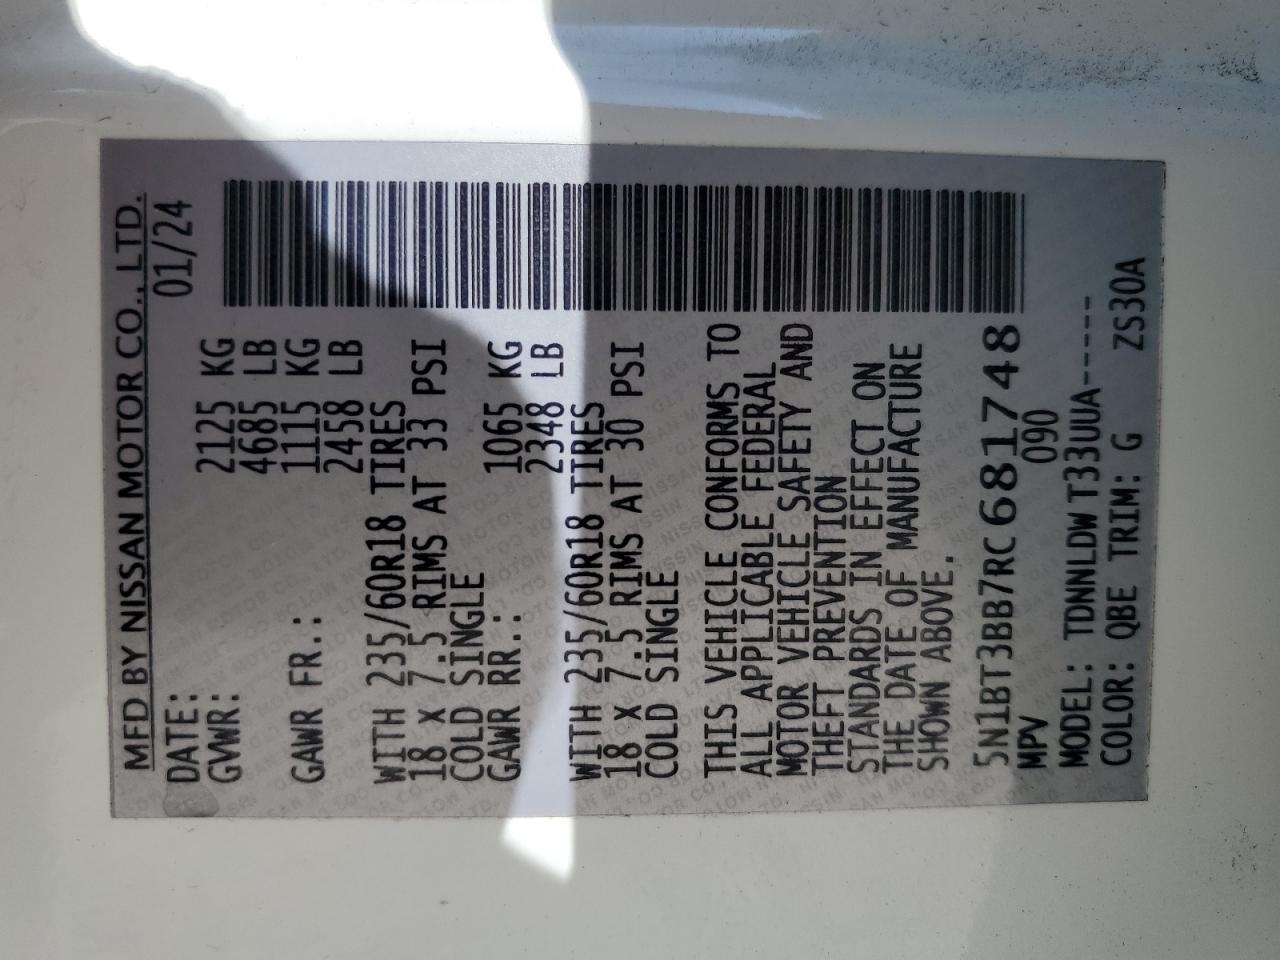 MFD BY NISSAN MOTOR CO., LTD.
DATE: 01/24
GVWR: 2125 KG
4685 LB
GAWR FR.: 1115 KG
2458 LB
WITH 235/60R18 TIRES
18 X 7.5 RIMS AT 33 PSI
COLD SINGLE
GAWR RR.: 1065 KG
2348 LB
WITH 235/60R18 TIRES
18 X 7.5 RIMS AT 30 PSI
COLD SINGLE
THIS VEHICLE CONFORMS TO
ALL APPLICABLE FEDERAL
MOTOR VEHICLE SAFETY AND
THEFT PREVENTION
STANDARDS IN EFFECT ON
THE DATE OF MANUFACTURE
SHOWN ABOVE.
5N1BT3BB7RC681748
MPV 090
MODEL: TDNNLDW T33UUA-----
COLOR: QBE TRIM: G ZS30A